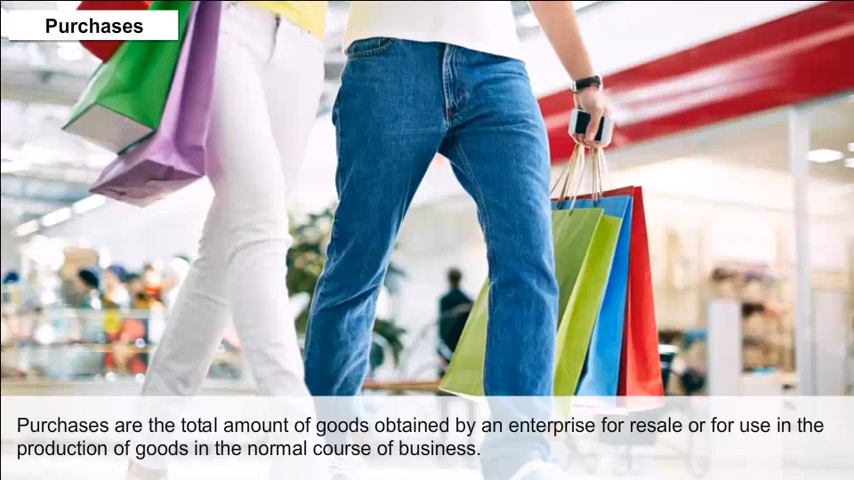 Purchases
Purchases are the total amount of goods obtained by an enterprise for resale or for use in the
production of goods in the normal course of business.